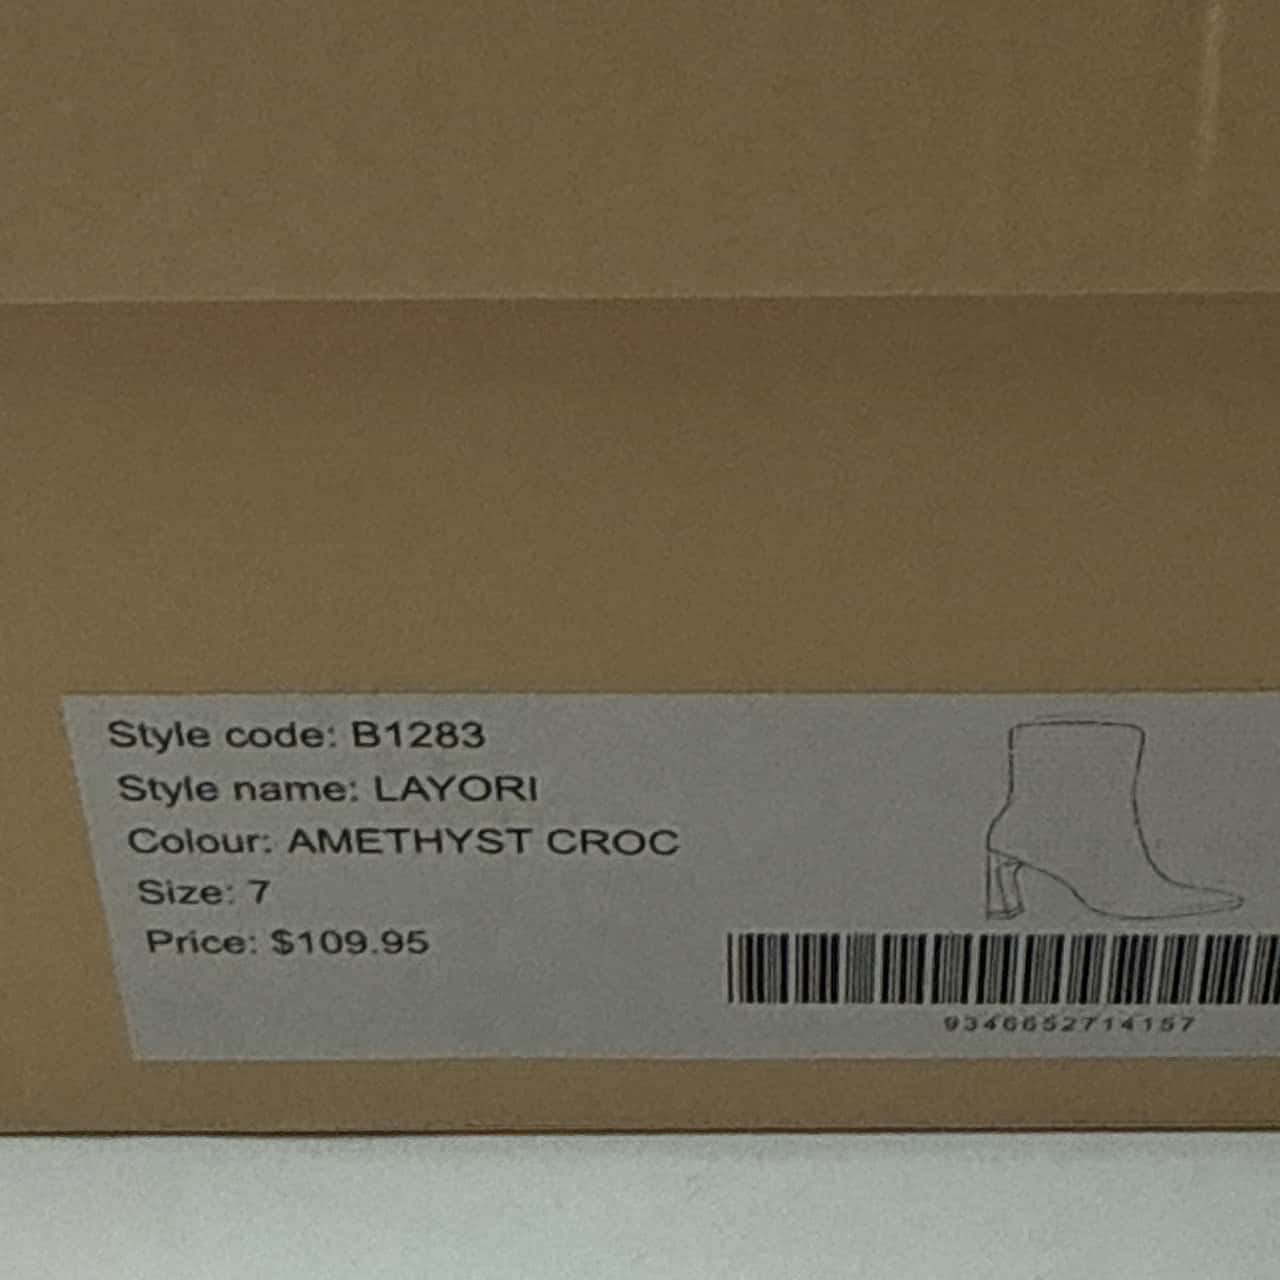 Style code: B1283
Style name: LAYORI
Colour: AMETHYST CROC
Size: 7
Price: $109.95
9346652714157